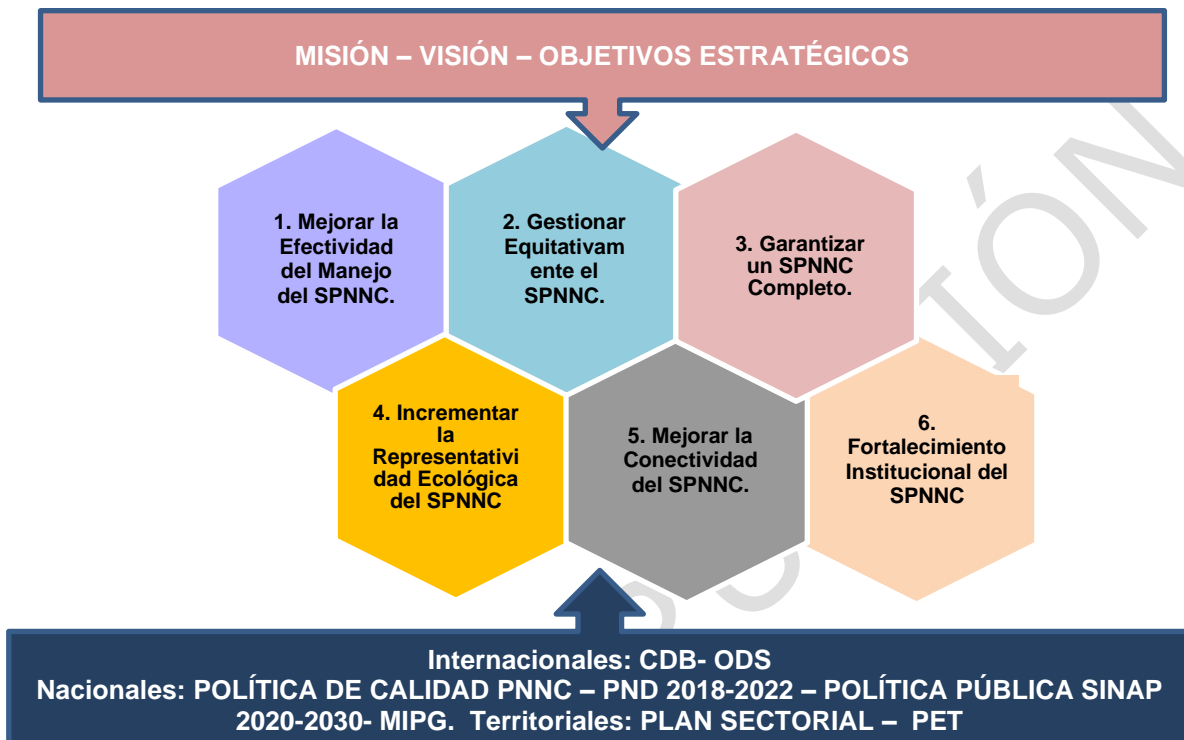 MISIÓN – VISIÓN – OBJETIVOS ESTRATÉGICOS
1. Mejorar la
Efectividad
del Manejo
del SPNNC.
2. Gestionar
Equitativam
ente el
SPNNC.
3. Garantizar
un SPNNC
Completo.
4. Incrementar
la
Representativi
dad Ecológica
del SPNNC
5. Mejorar la
Conectividad
del SPNNC.
6.
Fortalecimiento
Institucional del
SPNNC
Internacionales: CDB- ODS
Nacionales: POLÍTICA DE CALIDAD PNNC – PND 2018-2022 – POLÍTICA PÚBLICA SINAP
2020-2030- MIPG. Territoriales: PLAN SECTORIAL – PET